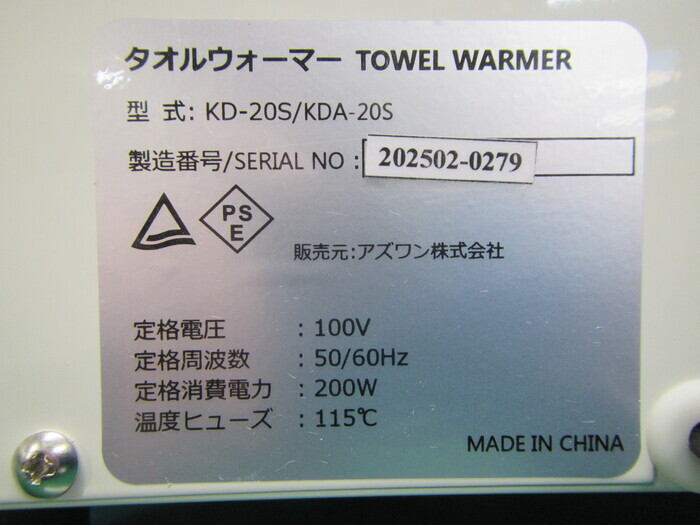 タオルウォーマー TOWEL WARMER
型 式: KD-20S/KDA-20S
製造番号/SERIAL NO : 202502-0279
PS
E
販売元:アズワン株式会社
定格電圧 : 100V
定格周波数 : 50/60Hz
定格消費電力 : 200W
温度ヒューズ : 115℃
MADE IN CHINA